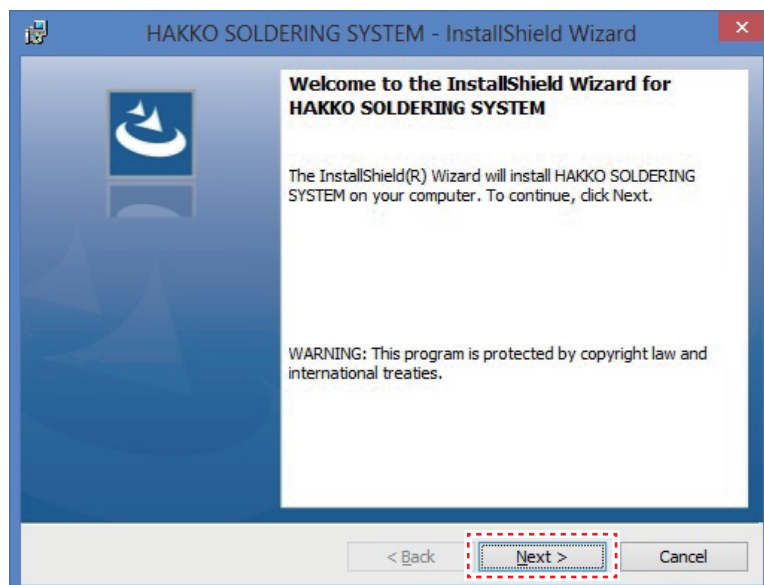 HAKKO SOLDERING SYSTEM - InstallShield Wizard
Welcome to the InstallShield Wizard for
HAKKO SOLDERING SYSTEM
The InstallShield(R) Wizard will install HAKKO SOLDERING
SYSTEM on your computer. To continue, click Next.
WARNING: This program is protected by copyright law and
international treaties.
< Back Next > Cancel